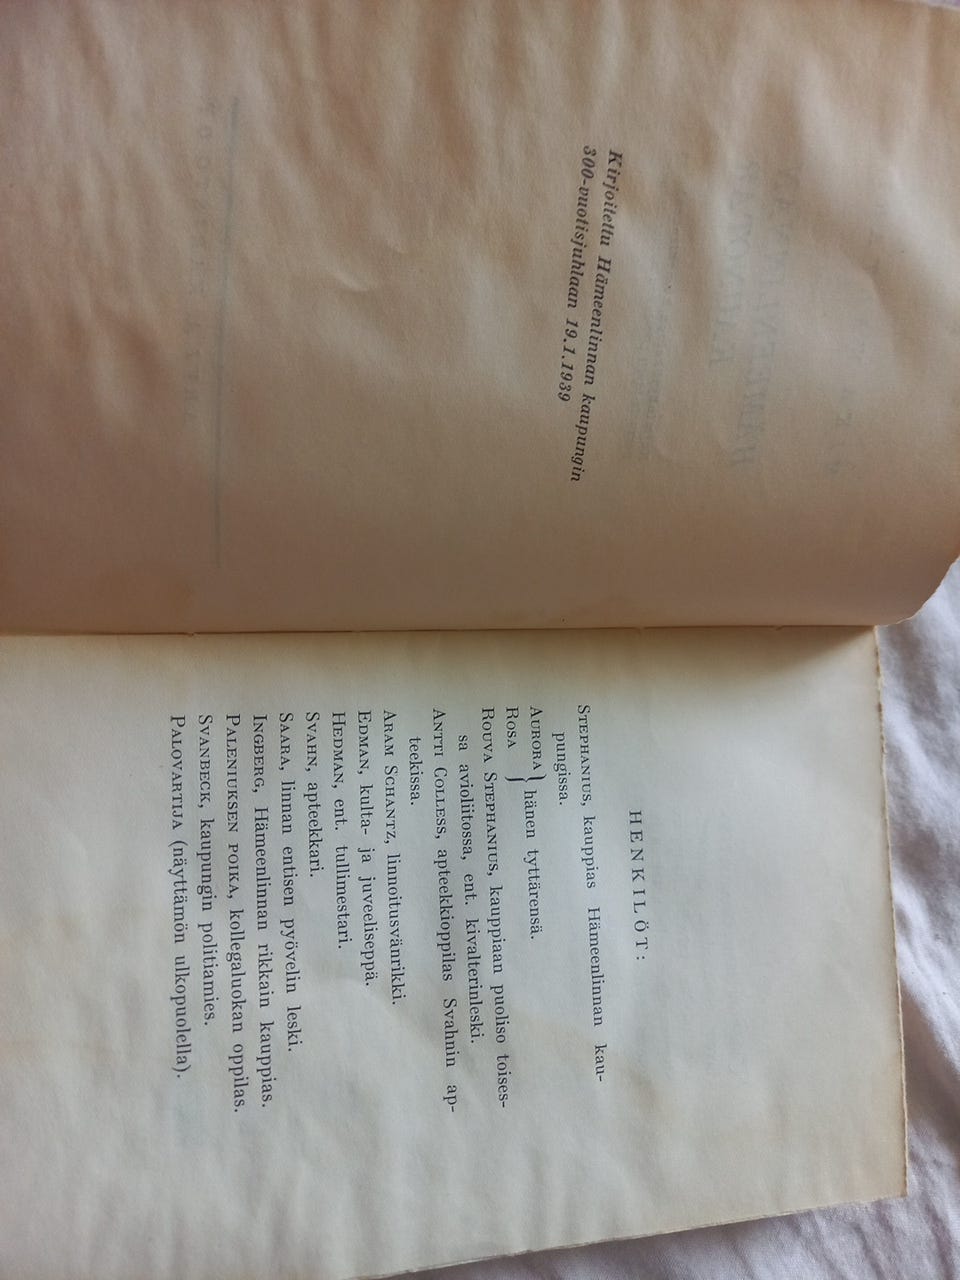 Kirjoitettu Hämeenlinnan kaupungin
300-vuotisjuhlaan 19.1.1939
HENKILÖT:
STEPHANIUS, kauppias Hämeenlinnan kau-
pungissa.
AURORA
ROSA } hänen tyttärensä.
ROUVA STEPHANIUS, kauppiaan puoliso toises-
sa avioliitossa, ent. kivalterinleski.
ANTTI COLLESS, apteekkioppilas Svahnin ap-
teekissa.
ARAM SCHANTZ, linnoitusvänrikki.
EDMAN, kulta- ja juveeliseppä.
HEDMAN, ent. tullimestari.
SVAHN, apteekkari.
SAARA, linnan entisen pyövelin leski.
INGBERG, Hämeenlinnan rikkain kauppias.
PALENIUKSEN POIKA, kollegaluokan oppilas.
SVANBECK, kaupungin politiamies.
PALOVARTIJA (näyttämön ulkopuolella).